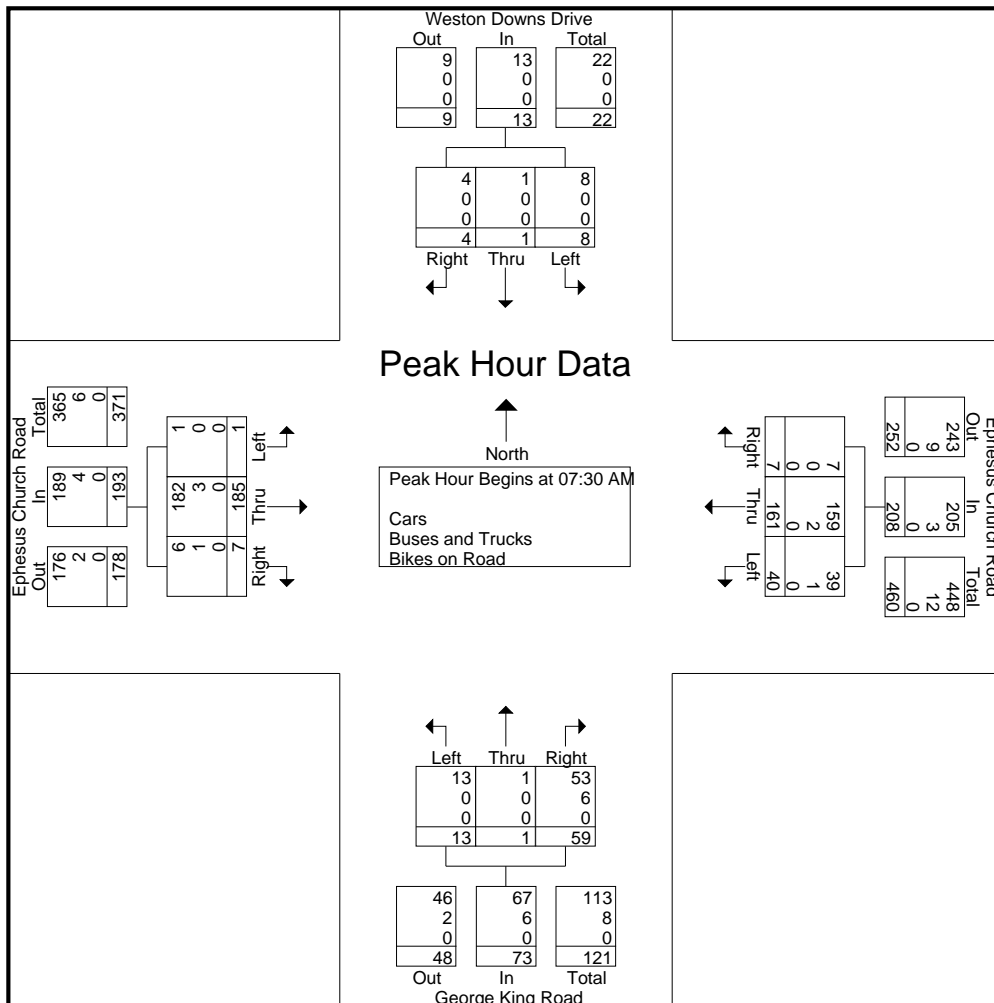 Weston Downs Drive
Out In Total
9 13 22
0 0 0
0 0 0
9 13 22
4 1 8
0 0 0
0 0 0
4 1 8
Right Thru Left
Peak Hour Data
North
Peak Hour Begins at 07:30 AM
Cars
Buses and Trucks
Bikes on Road
Ephesus Church Road
Out In Total
176 189 365
2 4 6
0 0 0
178 193 371
Left Thru Right
1 182 6
0 3 1
0 0 0
1 185 7
Ephesus Church Road
Out In Total
243 205 448
9 3 12
0 0 0
252 208 460
7 159 39
0 2 1
0 0 0
7 161 40
Right Thru Left
Left Thru Right
13 1 53
0 0 6
0 0 0
13 1 59
46 67 113
2 6 8
0 0 0
48 73 121
Out In Total
George King Road